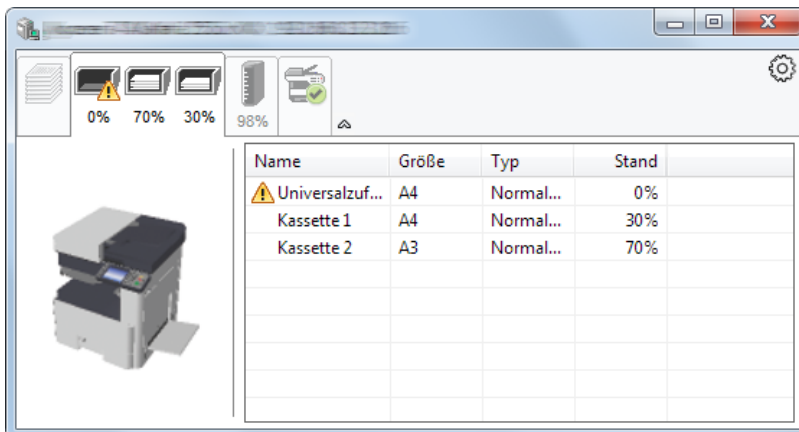 0% 70% 30% 98%
Name Größe Typ Stand
Universalzuf... A4 Normal... 0%
Kassette 1 A4 Normal... 30%
Kassette 2 A3 Normal... 70%